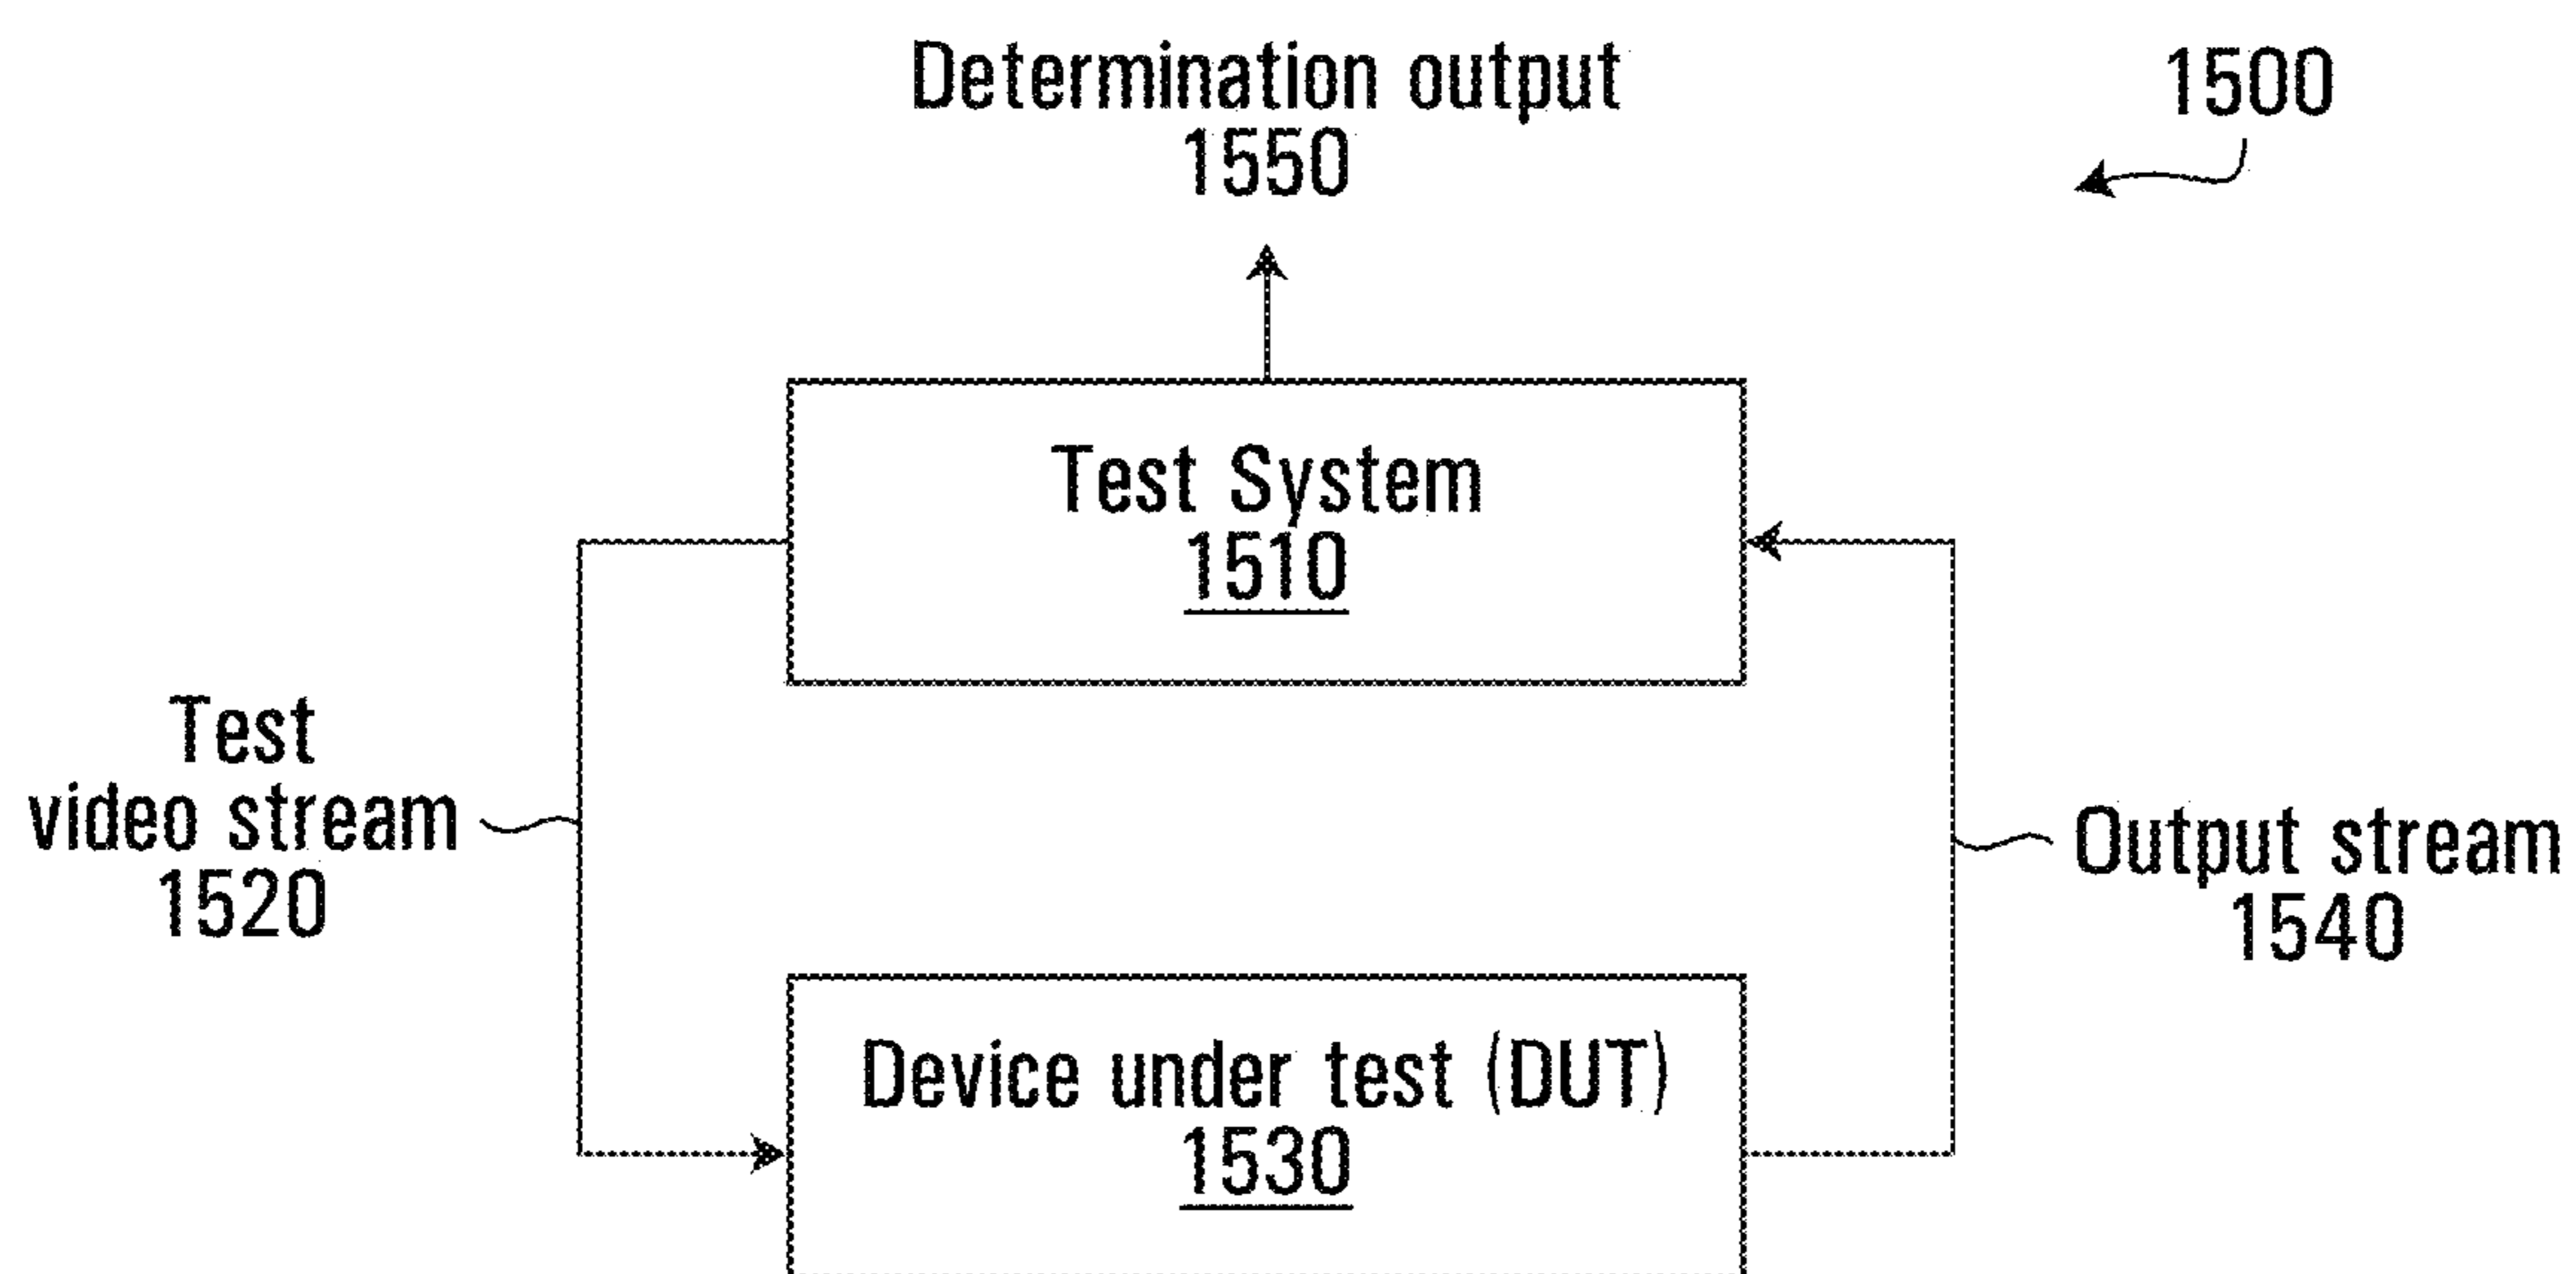 Determination output
1550
1500
Test System
1510
Test
video stream
1520
Output stream
1540
Device under test (DUT)
1530